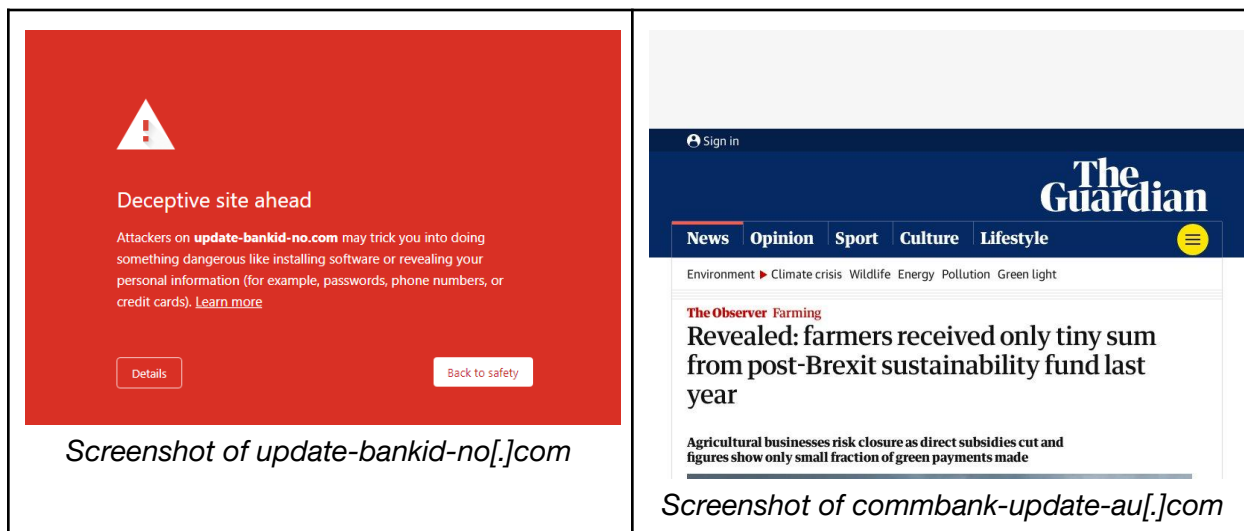 Deceptive site ahead
Attackers on update-bankid-no.com may trick you into doing
something dangerous like installing software or revealing your
personal information (for example, passwords, phone numbers, or
credit cards). Learn more
Details
Back to safety
Screenshot of update-bankid-no[.]com
Sign in
The
Guardian
News
Opinion
Sport
Culture
Lifestyle
Environment ▶ Climate crisis Wildlife Energy Pollution Green light
The Observer Farming
Revealed: farmers received only tiny sum
from post-Brexit sustainability fund last
year
Agricultural businesses risk closure as direct subsidies cut and
figures show only small fraction of green payments made
Screenshot of commbank-update-au[.]com